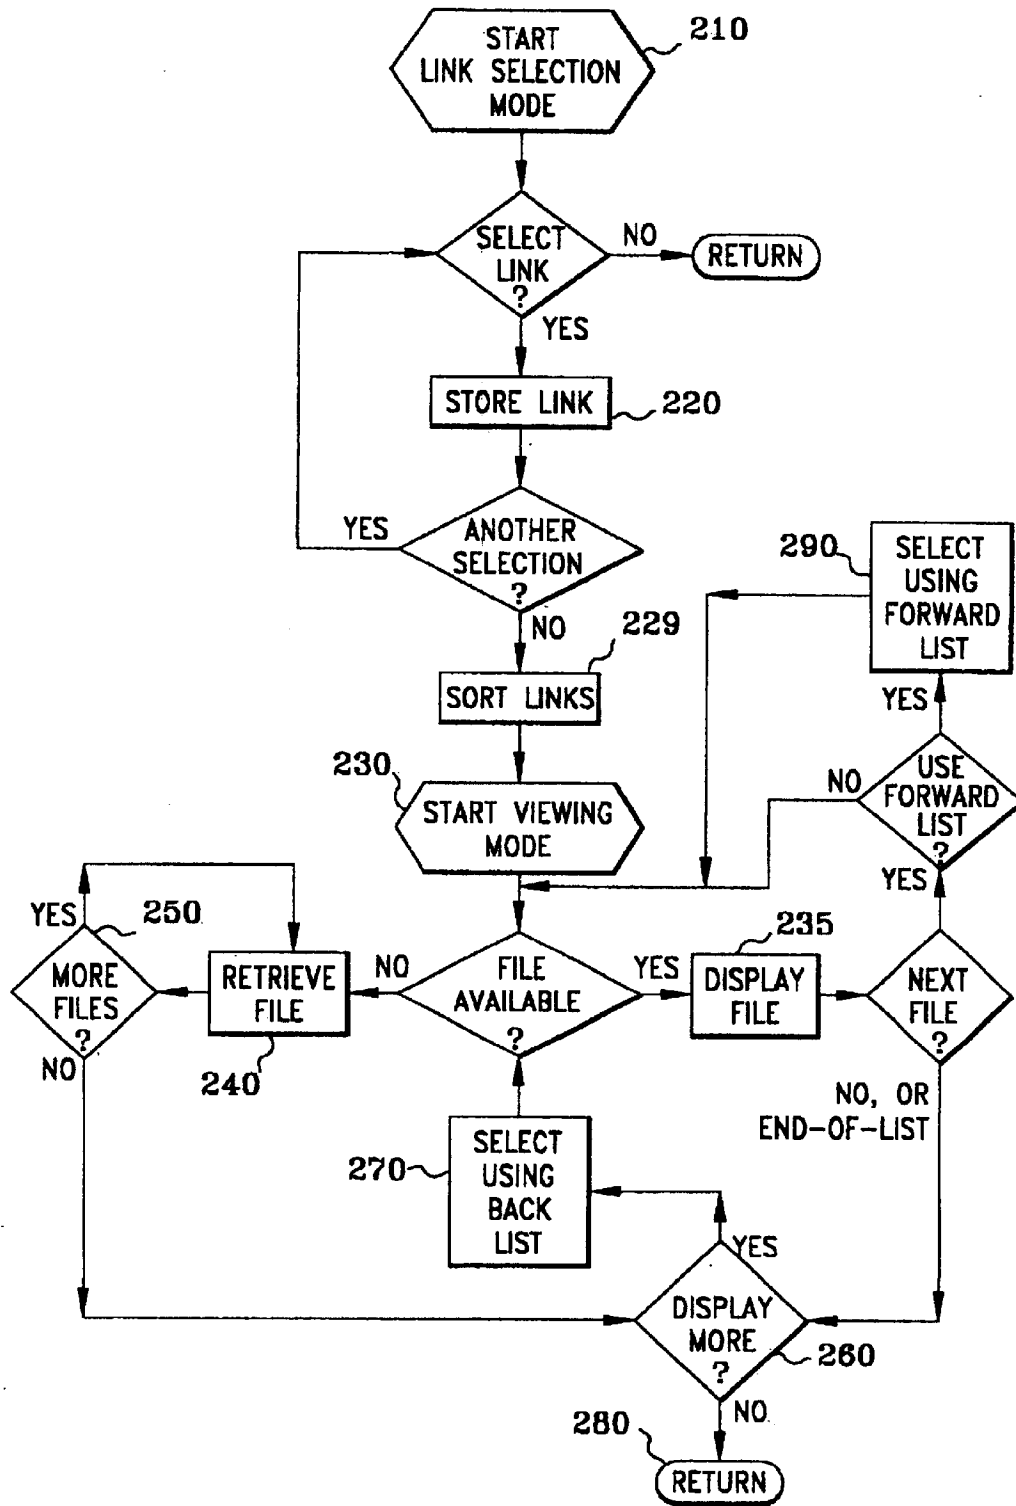 START
LINK SELECTION
MODE
210
SELECT
LINK
?
NO
RETURN
YES
STORE LINK
220
YES
ANOTHER
SELECTION
?
NO
229
SORT LINKS
290
SELECT
USING
FORWARD
LIST
YES
230
START VIEWING
MODE
NO
USE
FORWARD
LIST
?
YES
YES
250
MORE
FILES
?
NO
RETRIEVE
FILE
240
NO
FILE
AVAILABLE
?
YES
235
DISPLAY
FILE
NEXT
FILE
?
NO, OR
END-OF-LIST
270
SELECT
USING
BACK
LIST
YES
DISPLAY
MORE
?
260
NO
280
RETURN